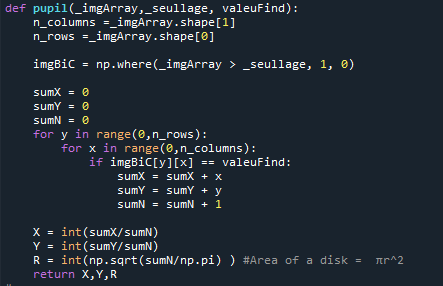 def pupil(_imgArray,_seullage, valeuFind):
    n_columns =_imgArray.shape[1]
    n_rows =_imgArray.shape[0]

    imgBiC = np.where(_imgArray > _seullage, 1, 0)

    sumX = 0
    sumY = 0
    sumN = 0
    for y in range(0,n_rows):
        for x in range(0,n_columns):
            if imgBiC[y][x] == valeuFind:
                sumX = sumX + x
                sumY = sumY + y
                sumN = sumN + 1

    X = int(sumX/sumN)
    Y = int(sumY/sumN)
    R = int(np.sqrt(sumN/np.pi) ) #Area of a disk =  πr^2
    return X,Y,R